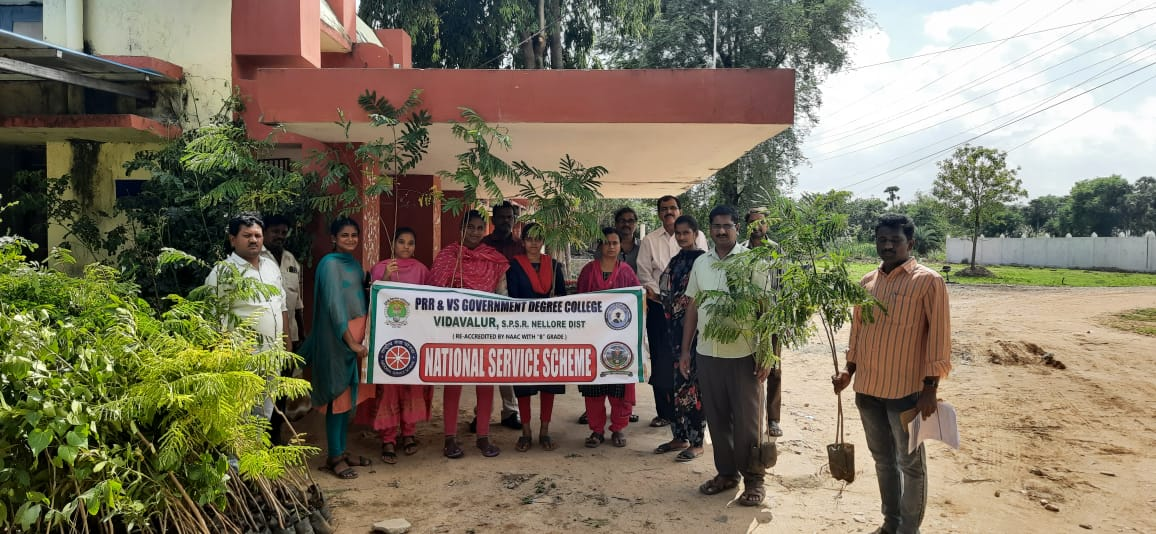 PRR & VS GOVERNMENT DEGREE COLLEGE
VIDAVALUR, S.P.S.R. NELLORE DIST
( RE-ACCREDITED BY NAAC WITH "B" GRADE )
NATIONAL SERVICE SCHEME